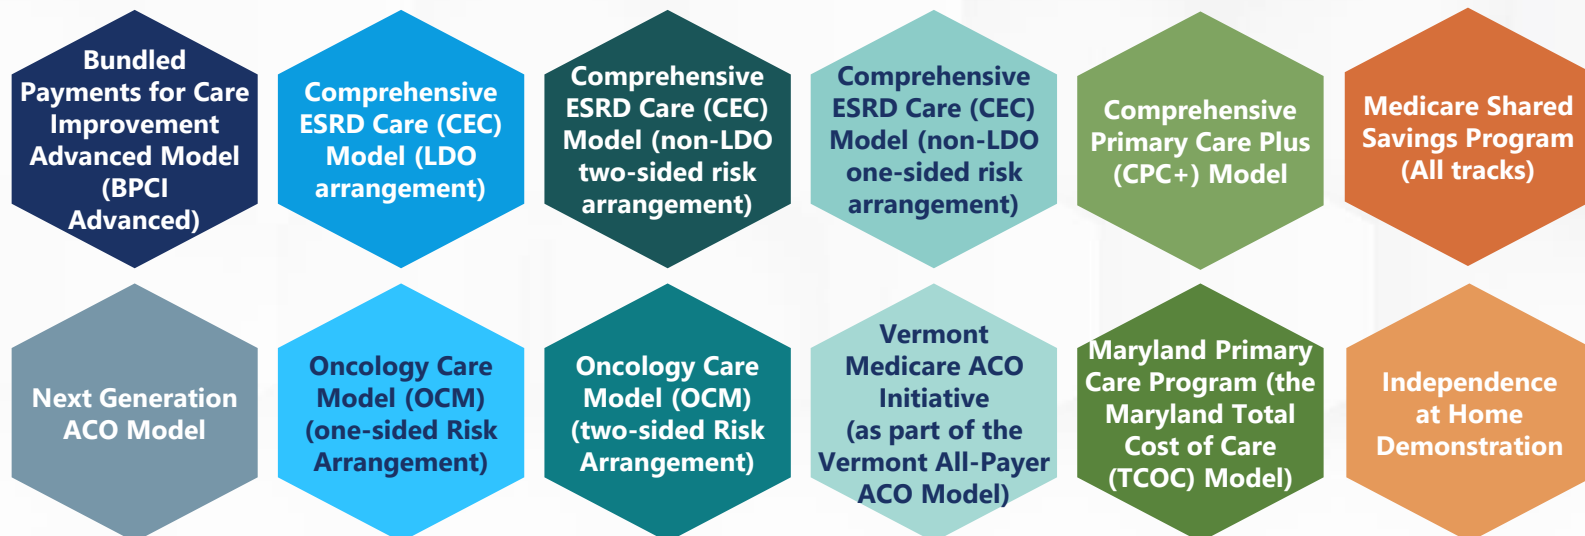 Bundled
Payments for Care
Improvement
Advanced Model
(BPCI
Advanced)
Comprehensive
ESRD Care (CEC)
Model (LDO
arrangement)
Comprehensive
ESRD Care (CEC)
Model (non-LDO
two-sided risk
arrangement)
Comprehensive
ESRD Care (CEC)
Model (non-LDO
one-sided risk
arrangement)
Comprehensive
Primary Care Plus
(CPC+) Model
Medicare Shared
Savings Program
(All tracks)
Next Generation
ACO Model
Oncology Care
Model (OCM)
(one-sided Risk
Arrangement)
Oncology Care
Model (OCM)
(two-sided Risk
Arrangement)
Vermont
Medicare ACO
Initiative
(as part of the
Vermont All-Payer
ACO Model)
Maryland Primary
Care Program (the
Maryland Total
Cost of Care
(TCOC) Model)
Independence
at Home
Demonstration